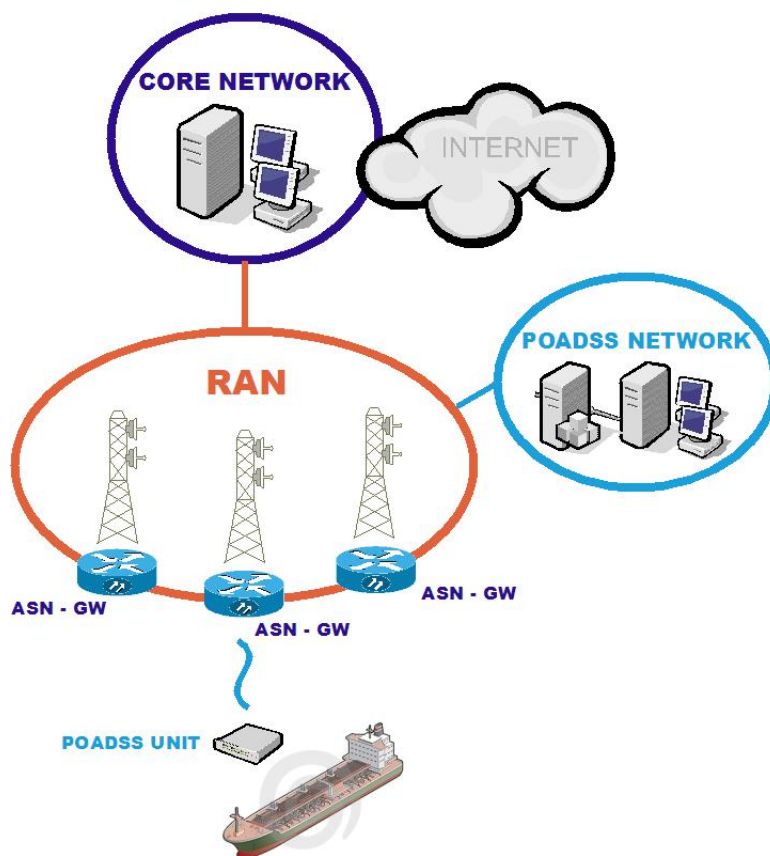 CORE NETWORK
INTERNET
POADSS NETWORK
RAN
ASN - GW
ASN - GW
ASN - GW
POADSS UNIT